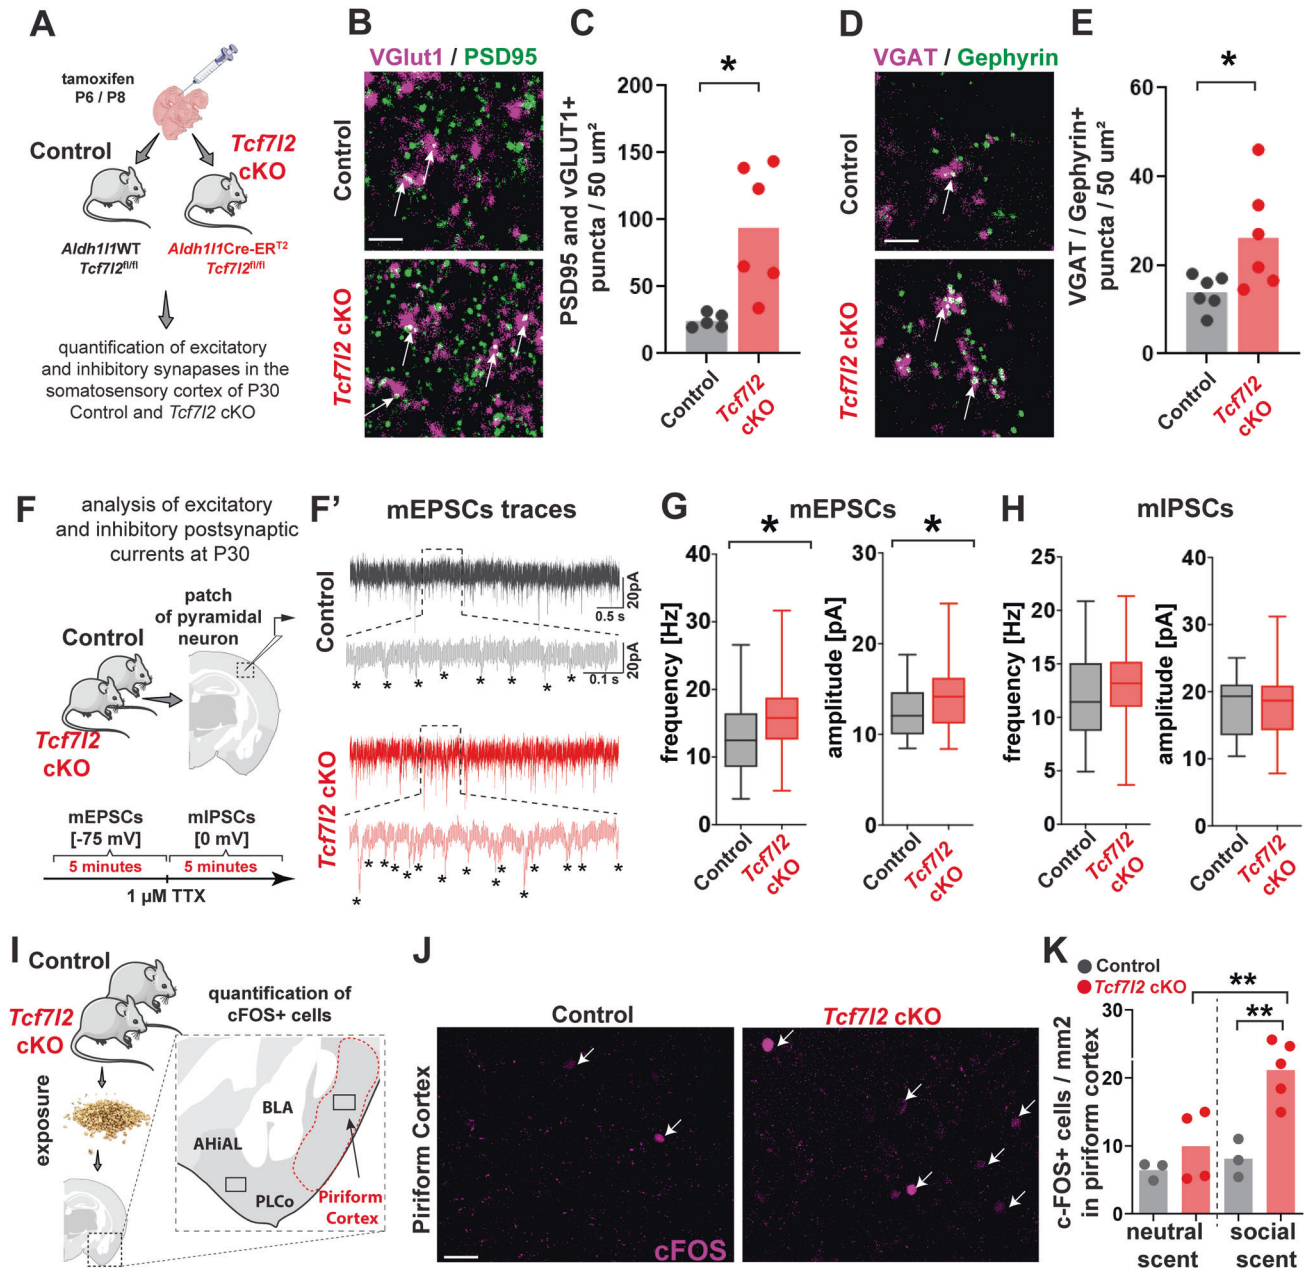 A
tamoxifen
P6 / P8
Control
Tcf7l2
cKO
Aldh1l1WT
Tcf7l2fl/fl
Aldh1l1Cre-ERT2
Tcf7l2fl/fl
quantification of excitatory
and inhibitory synapases in the
somatosensory cortex of P30
Control and Tcf7l2 cKO
B
VGlut1 / PSD95
Control
Tcf7l2 cKO
C
PSD95 and vGLUT1+
puncta / 50 um²
200
150
100
50
0
*
Control
Tcf7l2
cKO
D
VGAT / Gephyrin
Control
Tcf7l2 cKO
E
VGAT / Gephyrin+
puncta / 50 um²
60
40
20
0
*
Control
Tcf7l2
cKO
F
analysis of excitatory
and inhibitory postsynaptic
currents at P30
patch
of pyramidal
neuron
Control
Tcf7l2
cKO
mEPSCs
[-75 mV]
mIPSCs
[0 mV]
5 minutes
5 minutes
1 µM TTX
F'
mEPSCs traces
Control
20pA
0.5 s
20pA
0.1 s
* * * * * * * *
Tcf7l2 cKO
* * * * * * * * * * * * * * *
G
mEPSCs
*
frequency [Hz]
40
30
20
10
0
Control
Tcf7l2
cKO
*
amplitude [pA]
30
20
10
0
Control
Tcf7l2
cKO
H
mIPSCs
frequency [Hz]
25
20
15
10
5
0
Control
Tcf7l2
cKO
amplitude [pA]
40
30
20
10
0
Control
Tcf7l2
cKO
I
Control
Tcf7l2
cKO
exposure
quantification of
cFOS+ cells
BLA
AHiAL
PLCo
Piriform
Cortex
J
Control
Tcf7l2 cKO
Piriform Cortex
cFOS
K
Control
Tcf7l2 cKO
**
**
c-FOS+ cells / mm2
in piriform cortex
30
20
10
0
neutral
scent
social
scent